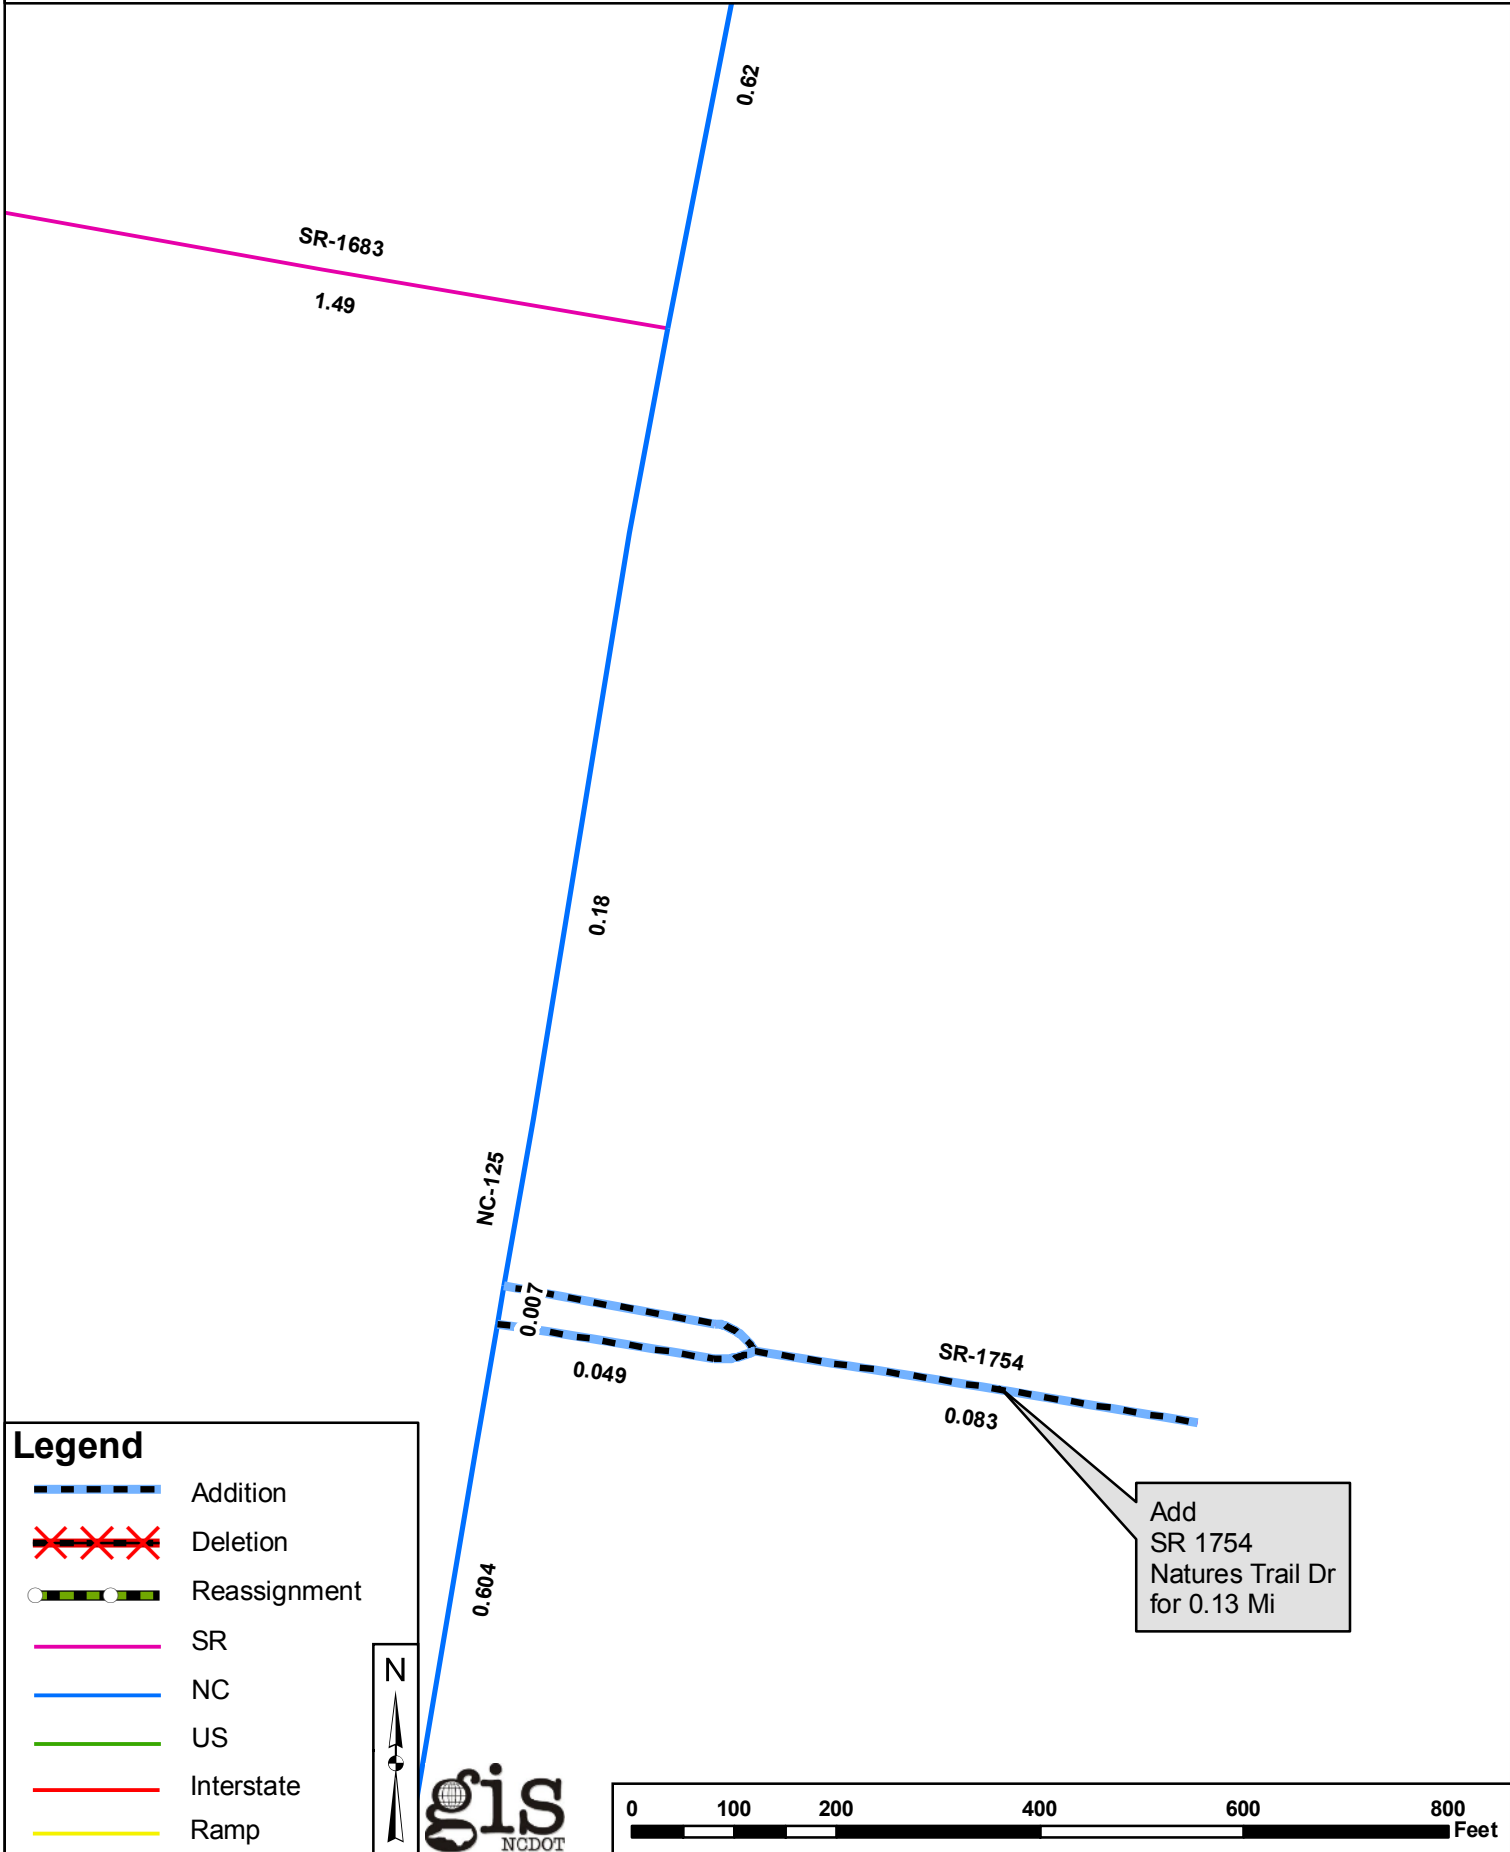 0.62
SR-1683
1.49
0.18
NC-125
0.007
0.049
SR-1754
0.083
Add
SR 1754
Natures Trail Dr
for 0.13 Mi
0.604
Legend
Addition
Deletion
Reassignment
SR
NC
US
Interstate
Ramp
N
gis
NCDOT
0 100 200 400 600 800
Feet